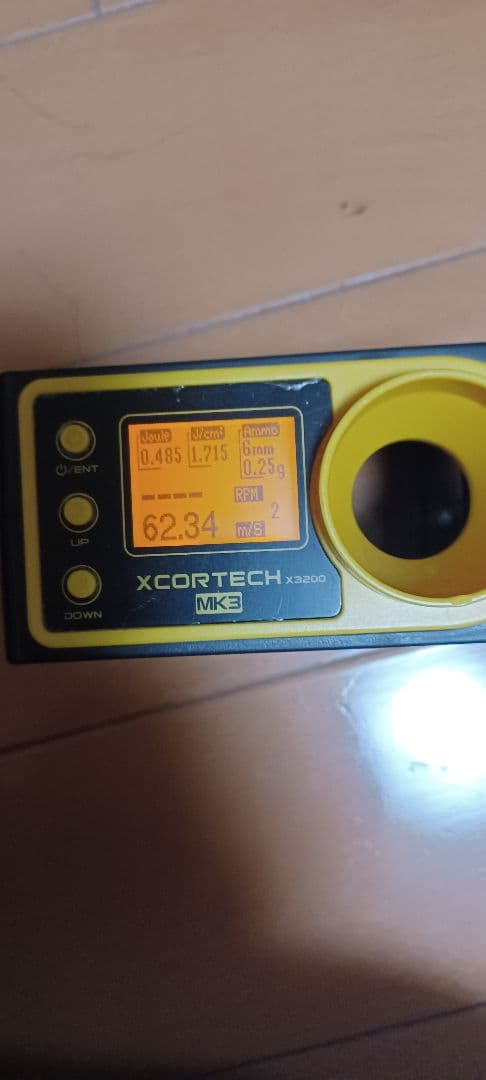 Joule J/cm² Ammo
0.485 1.715 6mm
0.25g
---- RPM
62.34 m/S 2
⏻/ENT
UP
DOWN
XCORTECH X3200
MK3